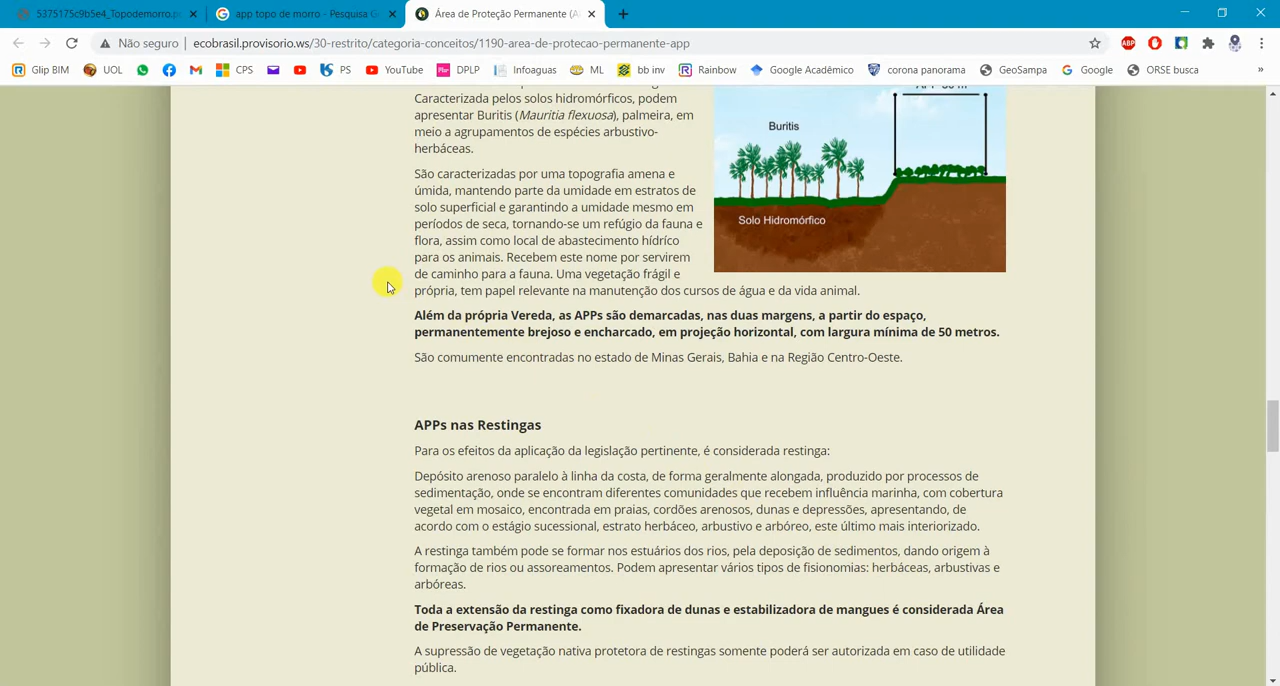 5375175c9b5e4_Topodemorro.p
app topo de morro - Pesquisa G
Área de Proteção Permanente (A
Não seguro
ecobrasil.provisorio.ws/30-restrito/categoria-conceitos/1190-area-de-protecao-permanente-app
ABP
Glip BIM UOL CPS PS YouTube DPLP Infoaguas ML bb inv Rainbow Google Acadêmico corona panorama GeoSampa Google ORSE busca »
Caracterizada pelos solos hidromórficos, podem
apresentar Buritis (Mauritia flexuosa), palmeira, em
meio a agrupamentos de espécies arbustivo-
herbáceas.
São caracterizadas por uma topografia amena e
úmida, mantendo parte da umidade em estratos de
solo superficial e garantindo a umidade mesmo em
períodos de seca, tornando-se um refúgio da fauna e
flora, assim como local de abastecimento hídríco
para os animais. Recebem este nome por servirem
de caminho para a fauna. Uma vegetação frágil e
própria, tem papel relevante na manutenção dos cursos de água e da vida animal.
Buritis
Solo Hidromórfico
Além da própria Vereda, as APPs são demarcadas, nas duas margens, a partir do espaço,
permanentemente brejoso e encharcado, em projeção horizontal, com largura mínima de 50 metros.
São comumente encontradas no estado de Minas Gerais, Bahia e na Região Centro-Oeste.
APPs nas Restingas
Para os efeitos da aplicação da legislação pertinente, é considerada restinga:
Depósito arenoso paralelo à linha da costa, de forma geralmente alongada, produzido por processos de
sedimentação, onde se encontram diferentes comunidades que recebem influência marinha, com cobertura
vegetal em mosaico, encontrada em praias, cordões arenosos, dunas e depressões, apresentando, de
acordo com o estágio sucessional, estrato herbáceo, arbustivo e arbóreo, este último mais interiorizado.
A restinga também pode se formar nos estuários dos rios, pela deposição de sedimentos, dando origem à
formação de rios ou assoreamentos. Podem apresentar vários tipos de fisionomias: herbáceas, arbustivas e
arbóreas.
Toda a extensão da restinga como fixadora de dunas e estabilizadora de mangues é considerada Área
de Preservação Permanente.
A supressão de vegetação nativa protetora de restingas somente poderá ser autorizada em caso de utilidade
pública.